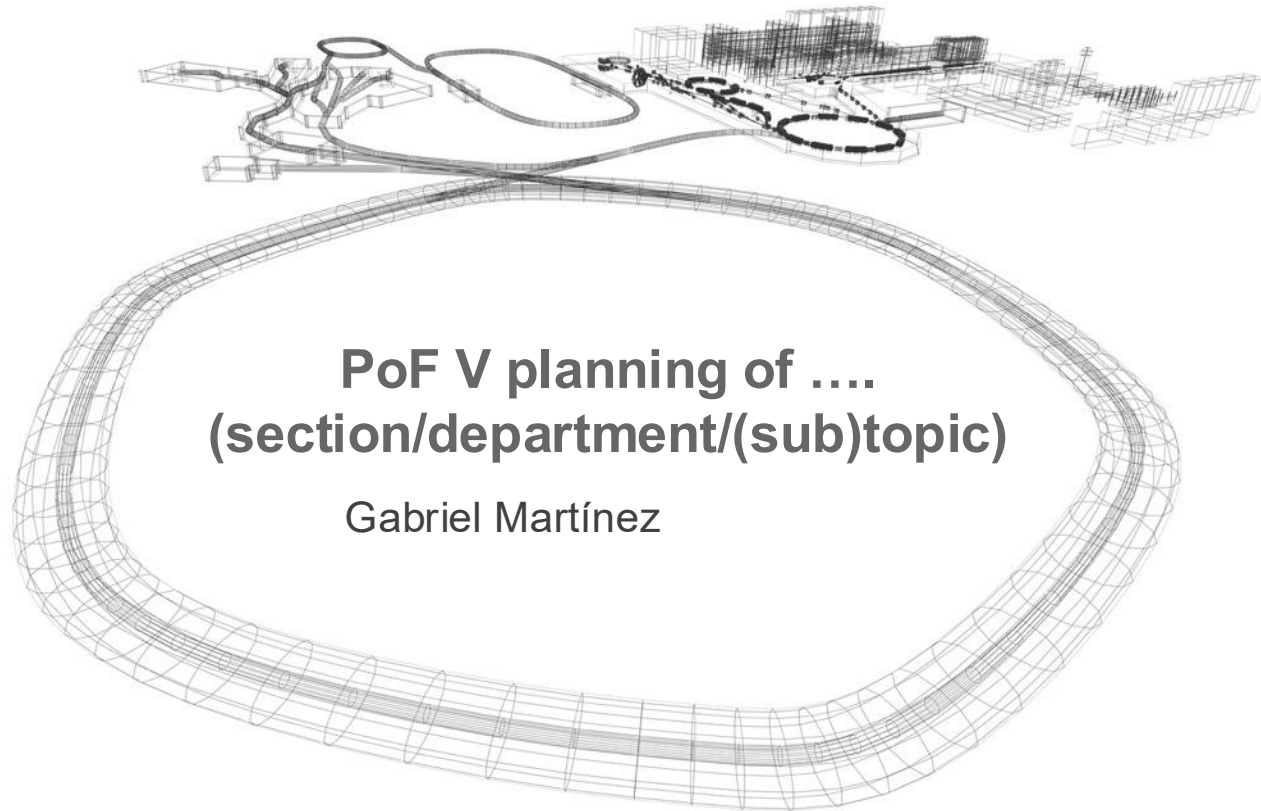 PoF V planning of ….
(section/department/(sub)topic)
Gabriel Martínez